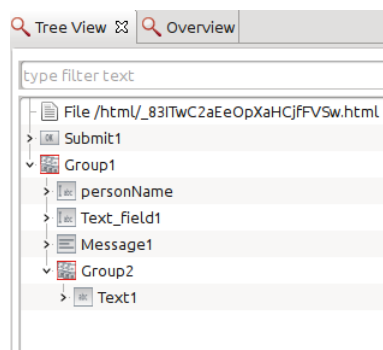 Tree View Overview
type filter text
File /html/_83ITwC2aEeOpXaHCjfFVSw.html
Submit1
Group1
personName
Text_field1
Message1
Group2
Text1